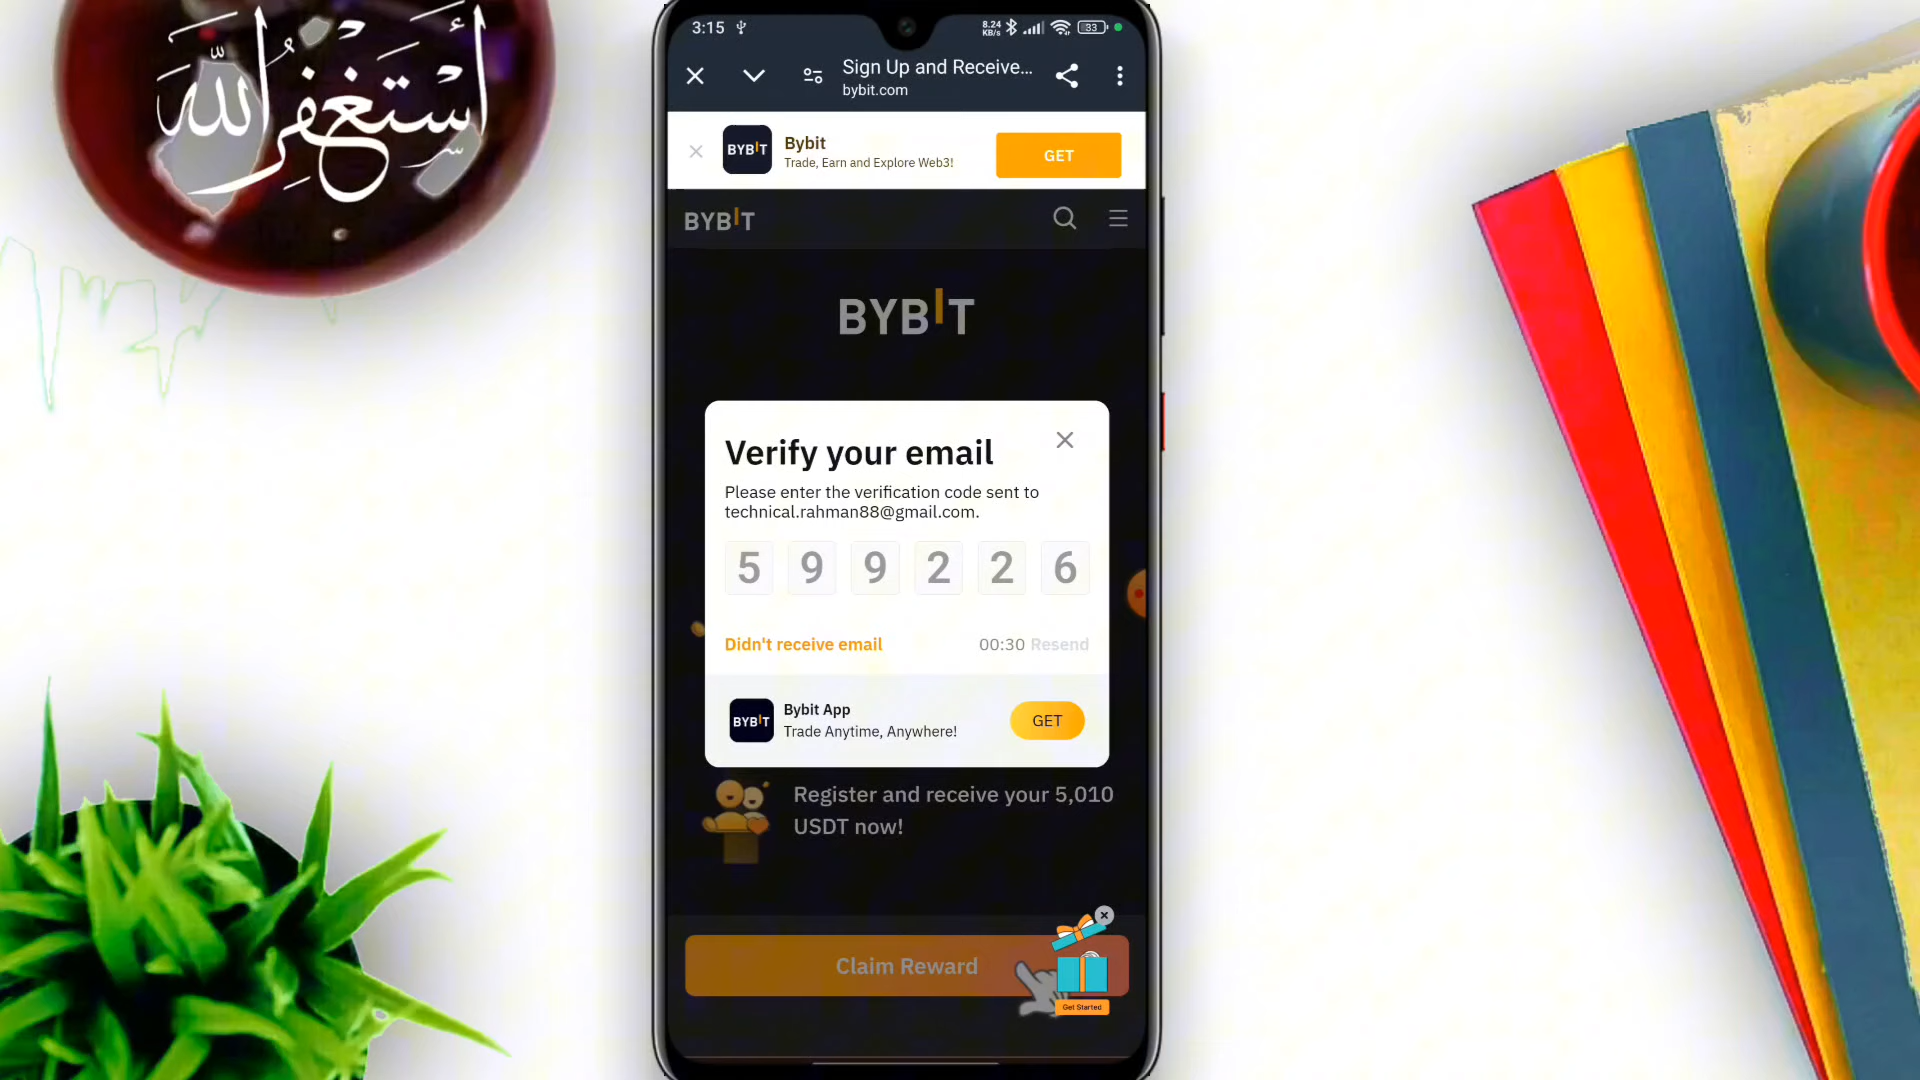 أستغفر الله
3:15
8.24
KB/s
33
Sign Up and Receive...
bybit.com
BYBIT
Bybit
Trade, Earn and Explore Web3!
GET
BYBIT
BYBIT
Verify your email
Please enter the verification code sent to
technical.rahman88@gmail.com.
5 9 9 2 2 6
Didn't receive email
00:30 Resend
BYBIT
Bybit App
Trade Anytime, Anywhere!
GET
Register and receive your 5,010
USDT now!
Claim Reward
Get Started